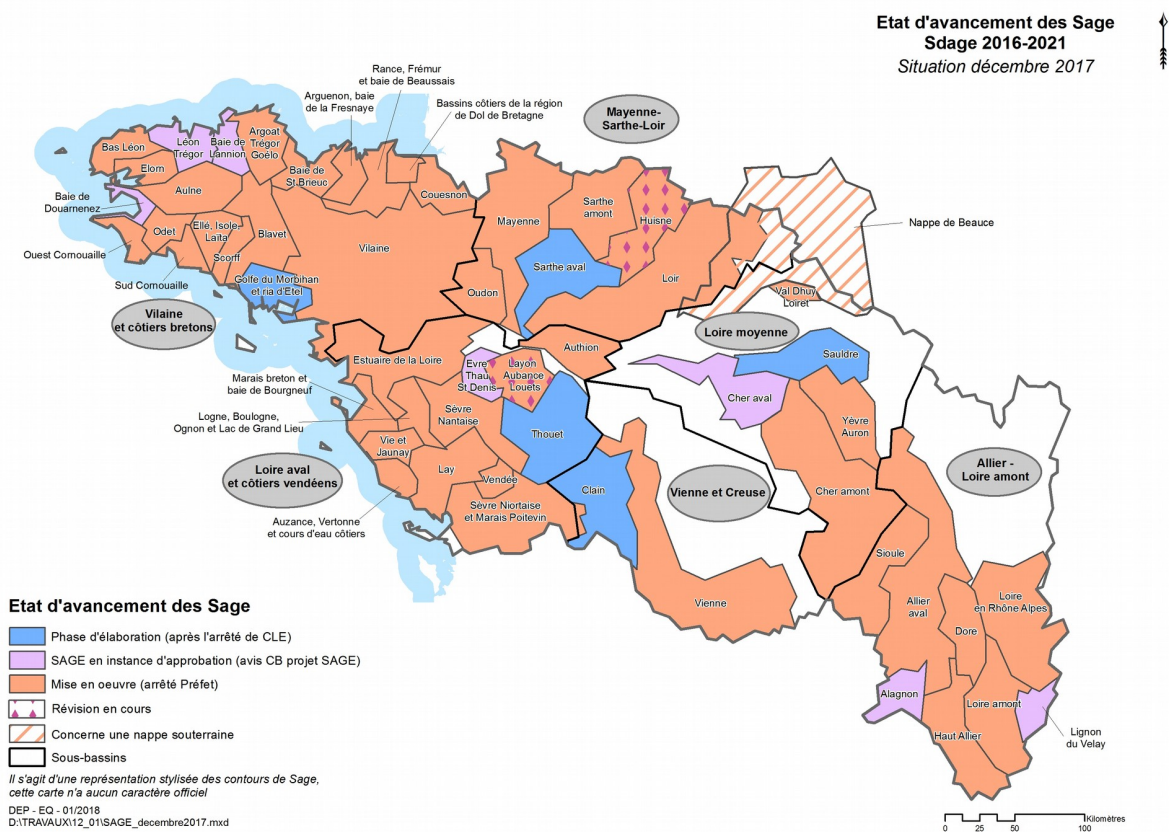 Etat d'avancement des Sage
Sdage 2016-2021
Situation décembre 2017
Rance, Frémur
et baie de Beaussais
Arguenon, baie
de la Fresnaye
Bassins côtiers de la région
de Dol de Bretagne
Mayenne-
Sarthe-Loir
Bas Léon
Léon
Trégor
Baie de
Lannion
Argoat
Trégor
Goëlo
Elorn
Baie de
St Brieuc
Aulne
Couesnon
Baie de
Douarnenez
Mayenne
Sarthe
amont
Huisne
Nappe de Beauce
Odet
Ellé, Isole,
Laïta
Blavet
Vilaine
Ouest Cornouaille
Scorff
Sud Cornouaille
Golfe du Morbihan
et ria d'Etel
Sarthe aval
Loir
Oudon
Val Dhuy
Loiret
Vilaine
et côtiers bretons
Loire moyenne
Estuaire de la Loire
Authion
Sauldre
Evre
Thau
St Denis
Layon
Aubance
Louets
Marais breton et
baie de Bourgneuf
Cher aval
Logne, Boulogne,
Ognon et Lac de Grand Lieu
Sèvre
Nantaise
Thouet
Yèvre
Auron
Vie et
Jaunay
Loire aval
et côtiers vendéens
Lay
Vendée
Clain
Vienne et Creuse
Cher amont
Allier -
Loire amont
Auzance, Vertonne
et cours d'eau côtiers
Sèvre Niortaise
et Marais Poitevin
Sioule
Vienne
Allier
aval
Loire
en Rhône Alpes
Dore
Alagnon
Loire amont
Haut Allier
Lignon
du Velay
Etat d'avancement des Sage
Phase d'élaboration (après l'arrêté de CLE)
SAGE en instance d'approbation (avis CB projet SAGE)
Mise en oeuvre (arrêté Préfet)
Révision en cours
Concerne une nappe souterraine
Sous-bassins
Il s'agit d'une représentation stylisée des contours de Sage,
cette carte n'a aucun caractère officiel
DEP - EQ - 01/2018
D:\TRAVAUX\12_01\SAGE_decembre2017.mxd
Kilomètres
0 25 50 100